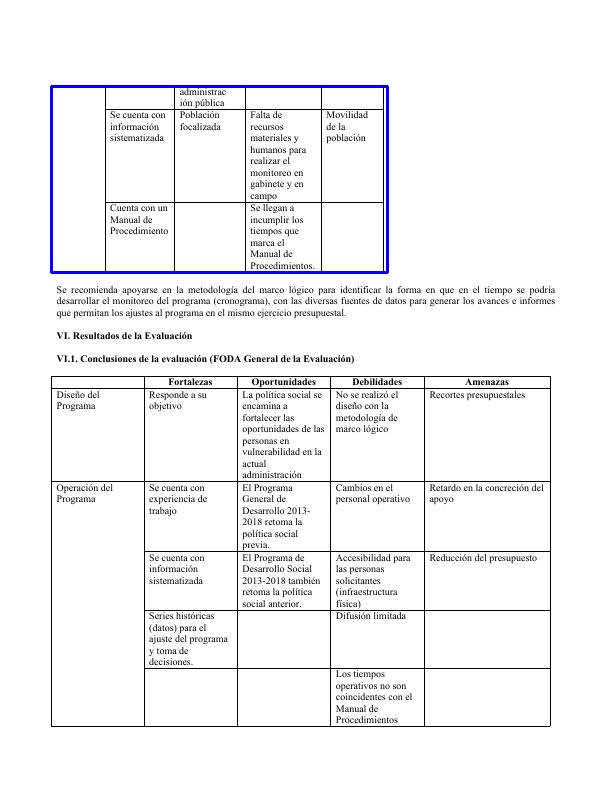 administrac
ión pública
Se cuenta con
información
sistematizada
Población
focalizada
Falta de
recursos
materiales y
humanos para
realizar el
monitoreo en
gabinete y en
campo
Movilidad
de la
población
Cuenta con un
Manual de
Procedimiento
Se llegan a
incumplir los
tiempos que
marca el
Manual de
Procedimientos.
Se recomienda apoyarse en la metodología del marco lógico para identificar la forma en que en el tiempo se podría
desarrollar el monitoreo del programa (cronograma), con las diversas fuentes de datos para generar los avances e informes
que permitan los ajustes al programa en el mismo ejercicio presupuestal.
VI. Resultados de la Evaluación
VI.1. Conclusiones de la evaluación (FODA General de la Evaluación)
Fortalezas Oportunidades Debilidades Amenazas
Diseño del
Programa
Responde a su
objetivo
La política social se
encamina a
fortalecer las
oportunidades de las
personas en
vulnerabilidad en la
actual
administración
No se realizó el
diseño con la
metodología de
marco lógico
Recortes presupuestales
Operación del
Programa
Se cuenta con
experiencia de
trabajo
El Programa
General de
Desarrollo 2013-
2018 retoma la
política social
previa.
Cambios en el
personal operativo
Retardo en la concreción del
apoyo
Se cuenta con
información
sistematizada
El Programa de
Desarrollo Social
2013-2018 también
retoma la política
social anterior.
Accesibilidad para
las personas
solicitantes
(infraestructura
física)
Reducción del presupuesto
Series históricas
(datos) para el
ajuste del programa
y toma de
decisiones.
Difusión limitada
Los tiempos
operativos no son
coincidentes con el
Manual de
Procedimientos